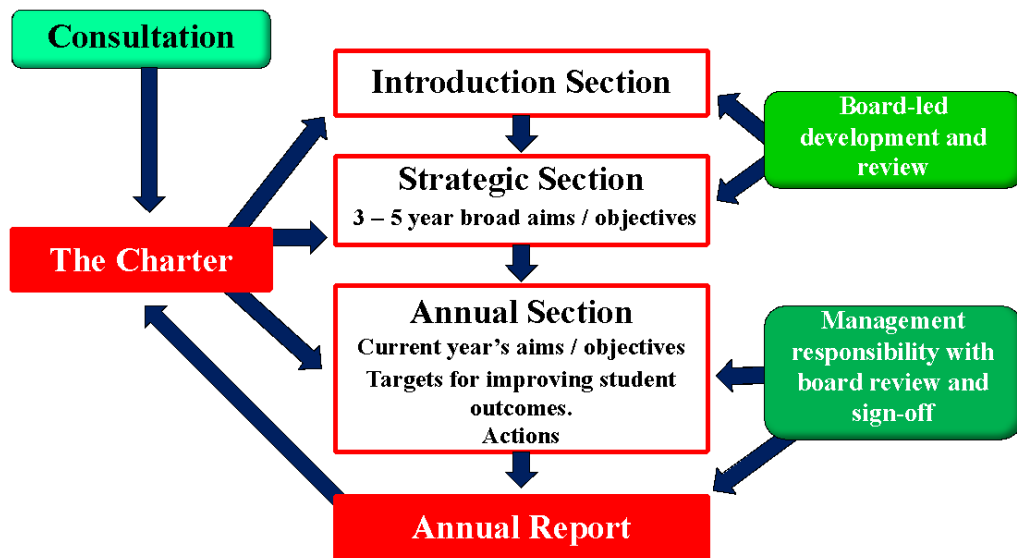 Consultation
Introduction Section
Board-led
development and
review
Strategic Section
3 – 5 year broad aims / objectives
The Charter
Annual Section
Current year's aims / objectives
Targets for improving student
outcomes.
Actions
Management
responsibility with
board review and
sign-off
Annual Report